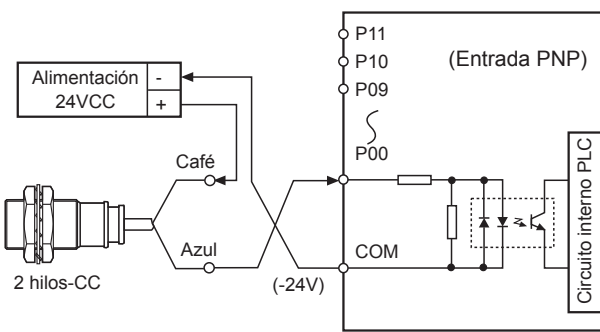 P11
P10
(Entrada PNP)
P09
P00
Alimentación -
24VCC +
Café
Azul
COM
(-24V)
2 hilos-CC
Circuito interno PLC